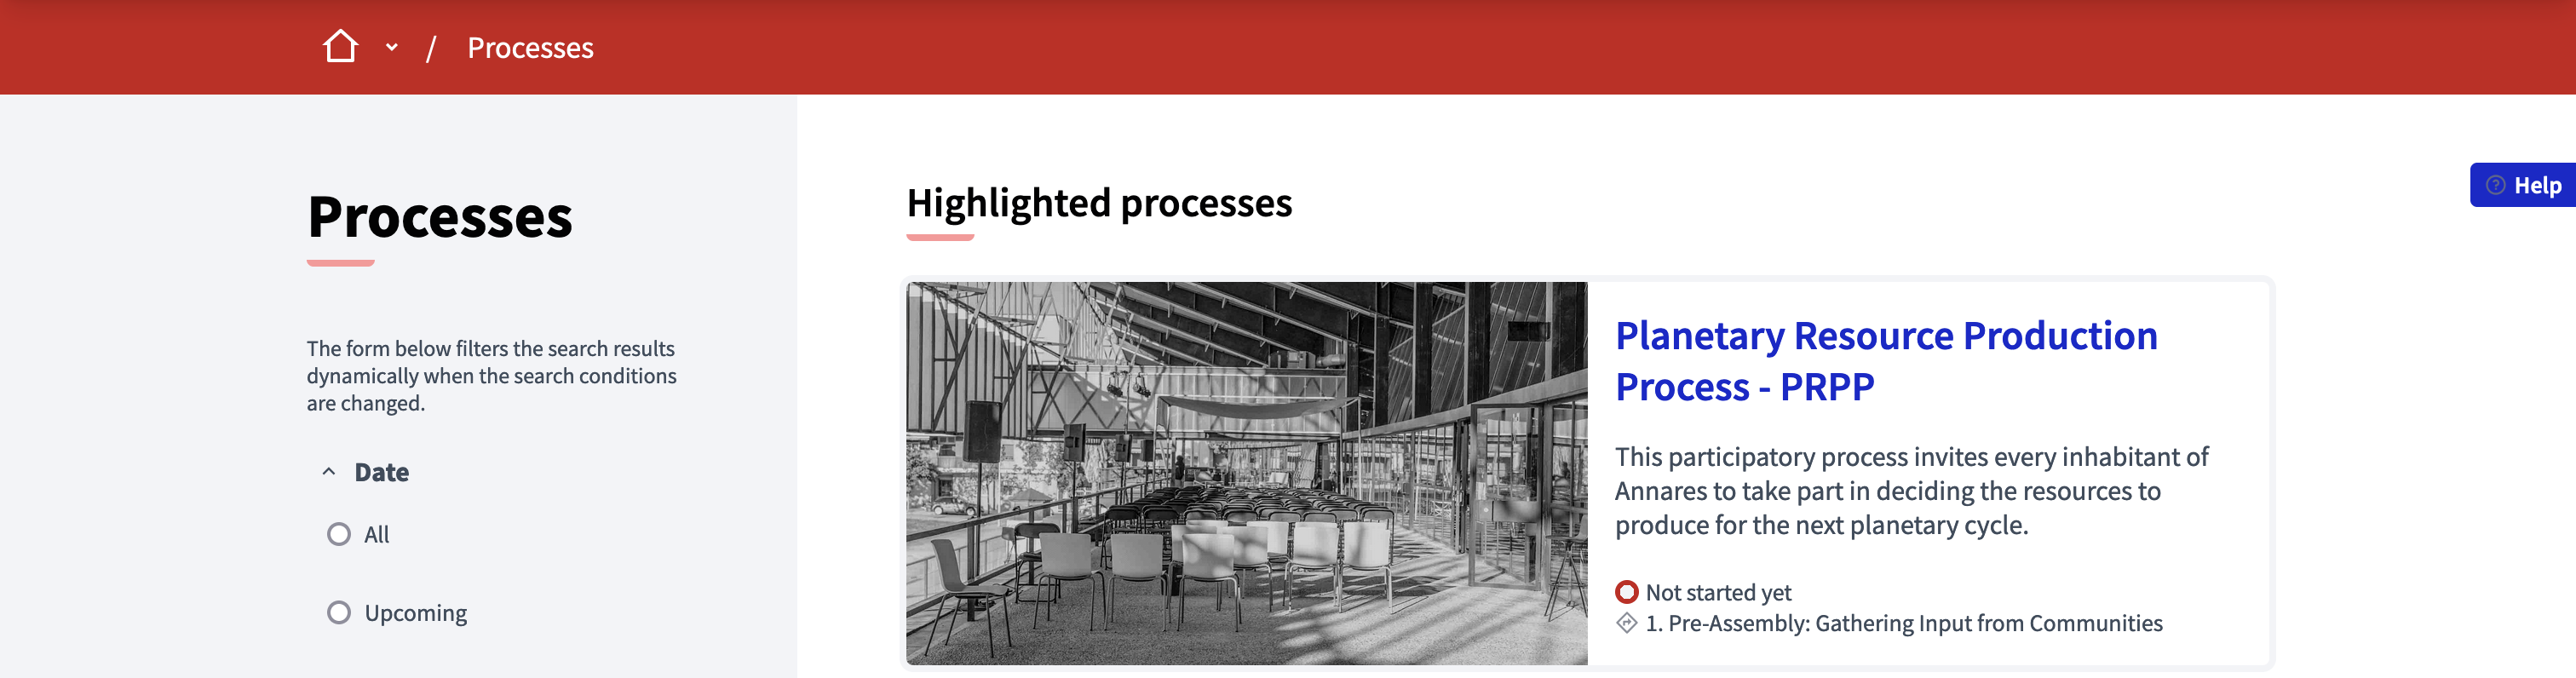 / Processes
Processes
The form below filters the search results
dynamically when the search conditions
are changed.
Date
All
Upcoming
Highlighted processes
Planetary Resource Production
Process - PRPP
This participatory process invites every inhabitant of
Annares to take part in deciding the resources to
produce for the next planetary cycle.
Not started yet
1. Pre-Assembly: Gathering Input from Communities
Help